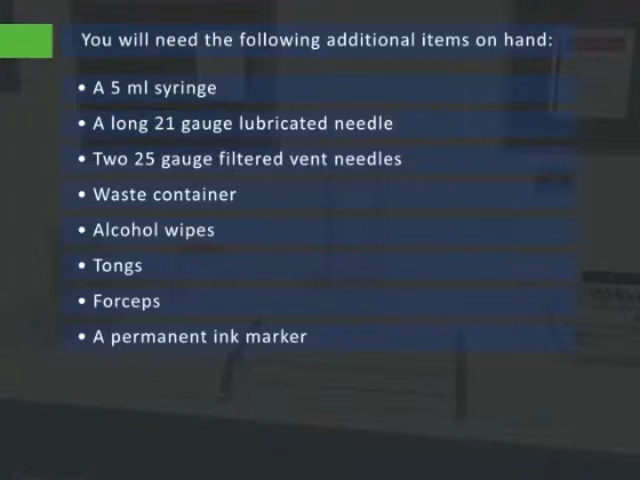 You will need the following additional items on hand:
• A 5 ml syringe
• A long 21 gauge lubricated needle
• Two 25 gauge filtered vent needles
• Waste container
• Alcohol wipes
• Tongs
• Forceps
• A permanent ink marker